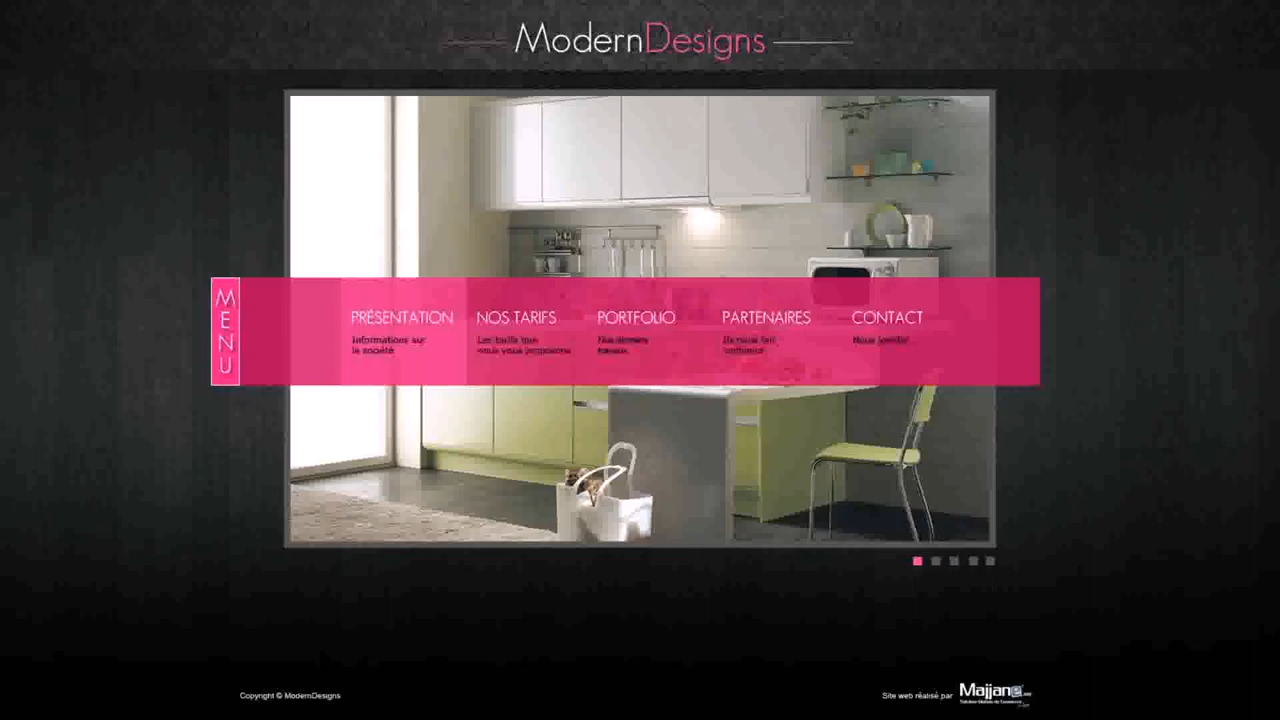 ModernDesigns
MENU
PRÉSENTATION
Informations sur
la société
NOS TARIFS
Les tarifs que
nous vous proposons
PORTFOLIO
Nos derniers
travaux
PARTENAIRES
Ils nous font
confiance
CONTACT
Nous joindre
Copyright © ModernDesigns
Site web réalisé par
Majjane